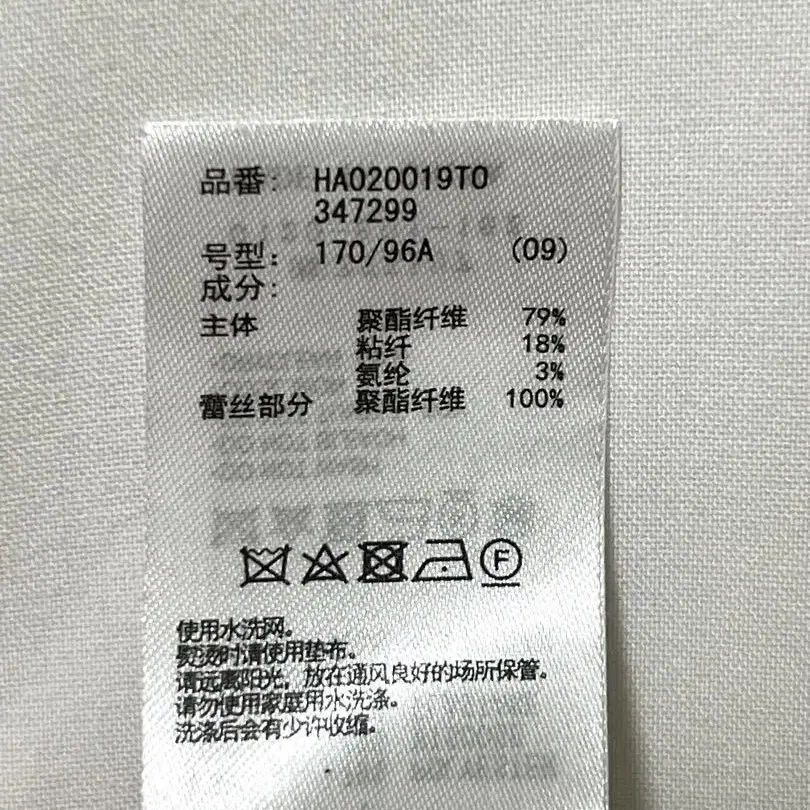 品番: HA020019TO
347299
号型: 170/96A (09)
成分:
主体 聚酯纤维 79%
粘纤 18%
氨纶 3%
蕾丝部分 聚酯纤维 100%
F
使用水洗网。
熨烫时请使用垫布。
请远离阳光，放在通风良好的场所保管。
请勿使用家庭用水洗涤。
洗涤后会有少许收缩。